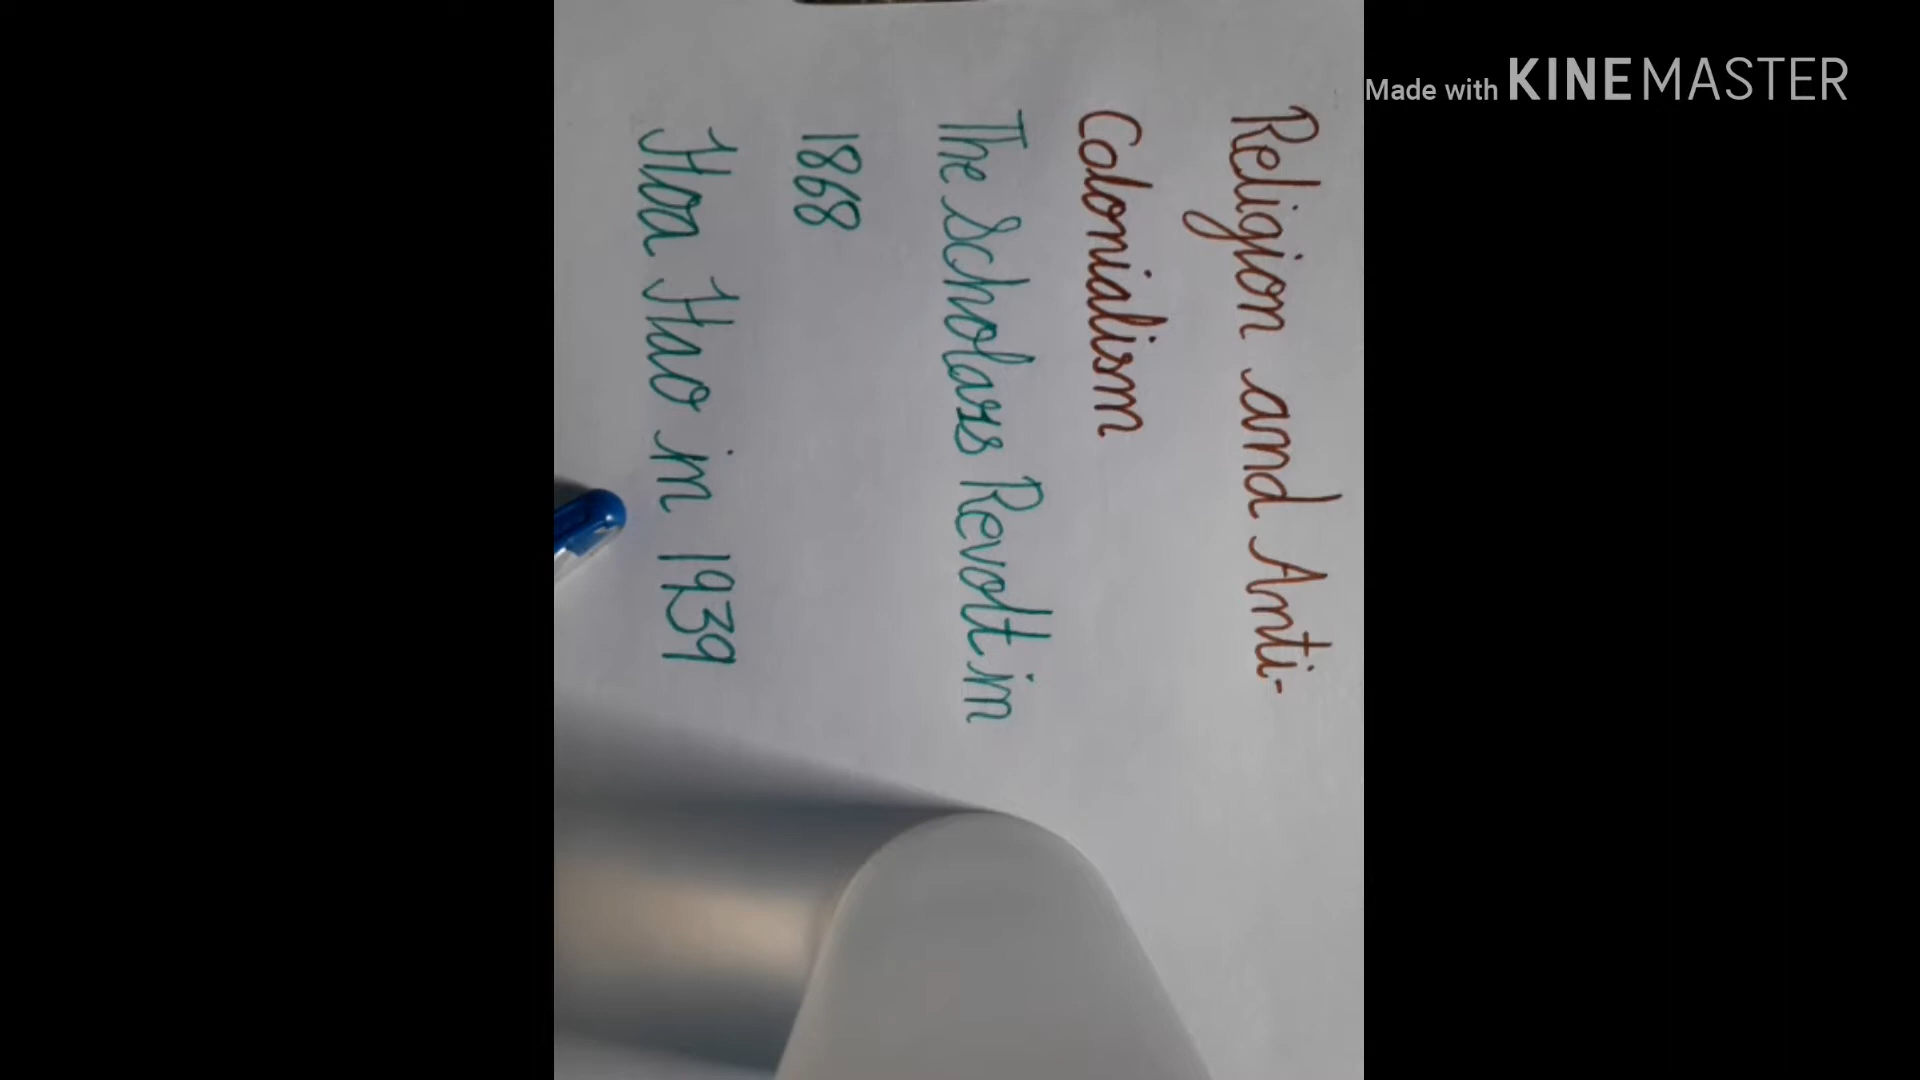 Religion and Anti-
Colonialism
The Scholars Revolt in
1868
Hoa Hao in 1939
Made with KINEMASTER